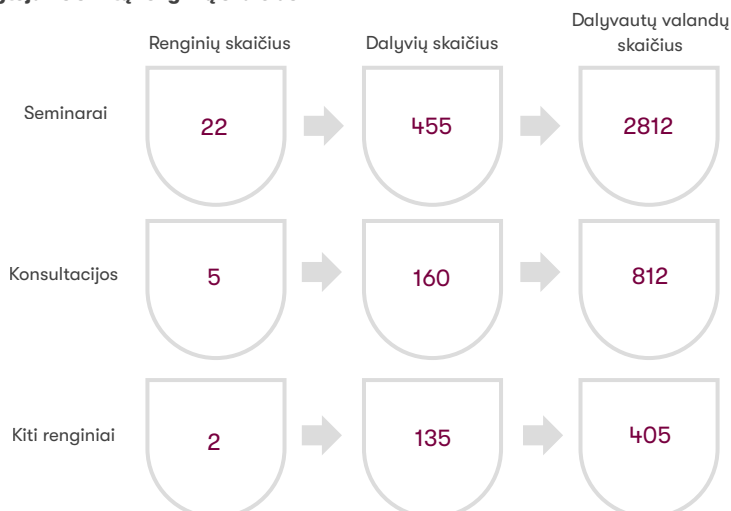 Renginių skaičius
Dalyvių skaičius
Dalyvautų valandų
skaičius
Seminarai
22
455
2812
Konsultacijos
5
160
812
Kiti renginiai
2
135
405